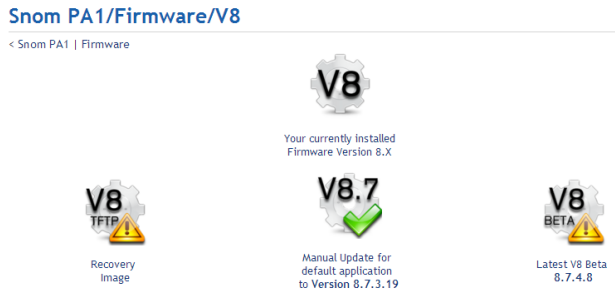 Snom PA1/Firmware/V8
< Snom PA1 | Firmware
V8
Your currently installed
Firmware Version 8.X
V8
TFTP
Recovery
Image
V8.7
Manual Update for
default application
to Version 8.7.3.19
V8
BETA
Latest V8 Beta
8.7.4.8